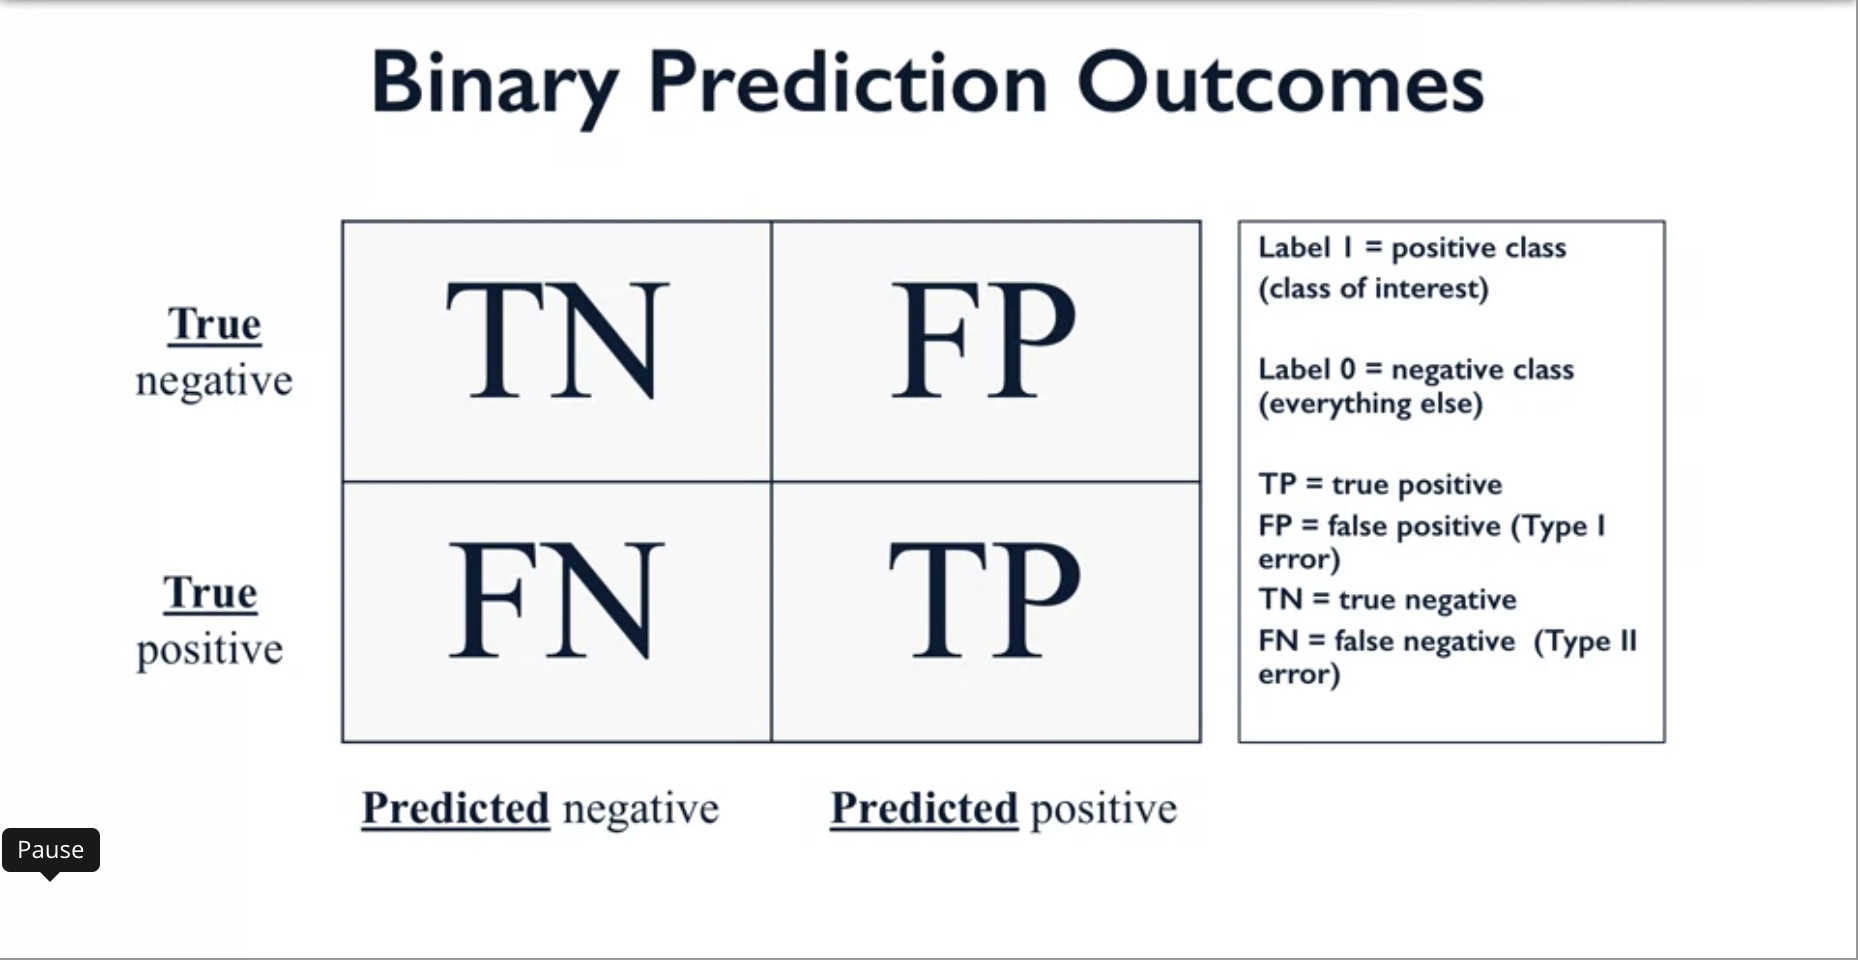 Binary Prediction Outcomes
True
negative
TN
FP
True
positive
FN
TP
Predicted negative
Predicted positive
Label 1 = positive class
(class of interest)
Label 0 = negative class
(everything else)
TP = true positive
FP = false positive (Type I
error)
TN = true negative
FN = false negative (Type II
error)
Pause